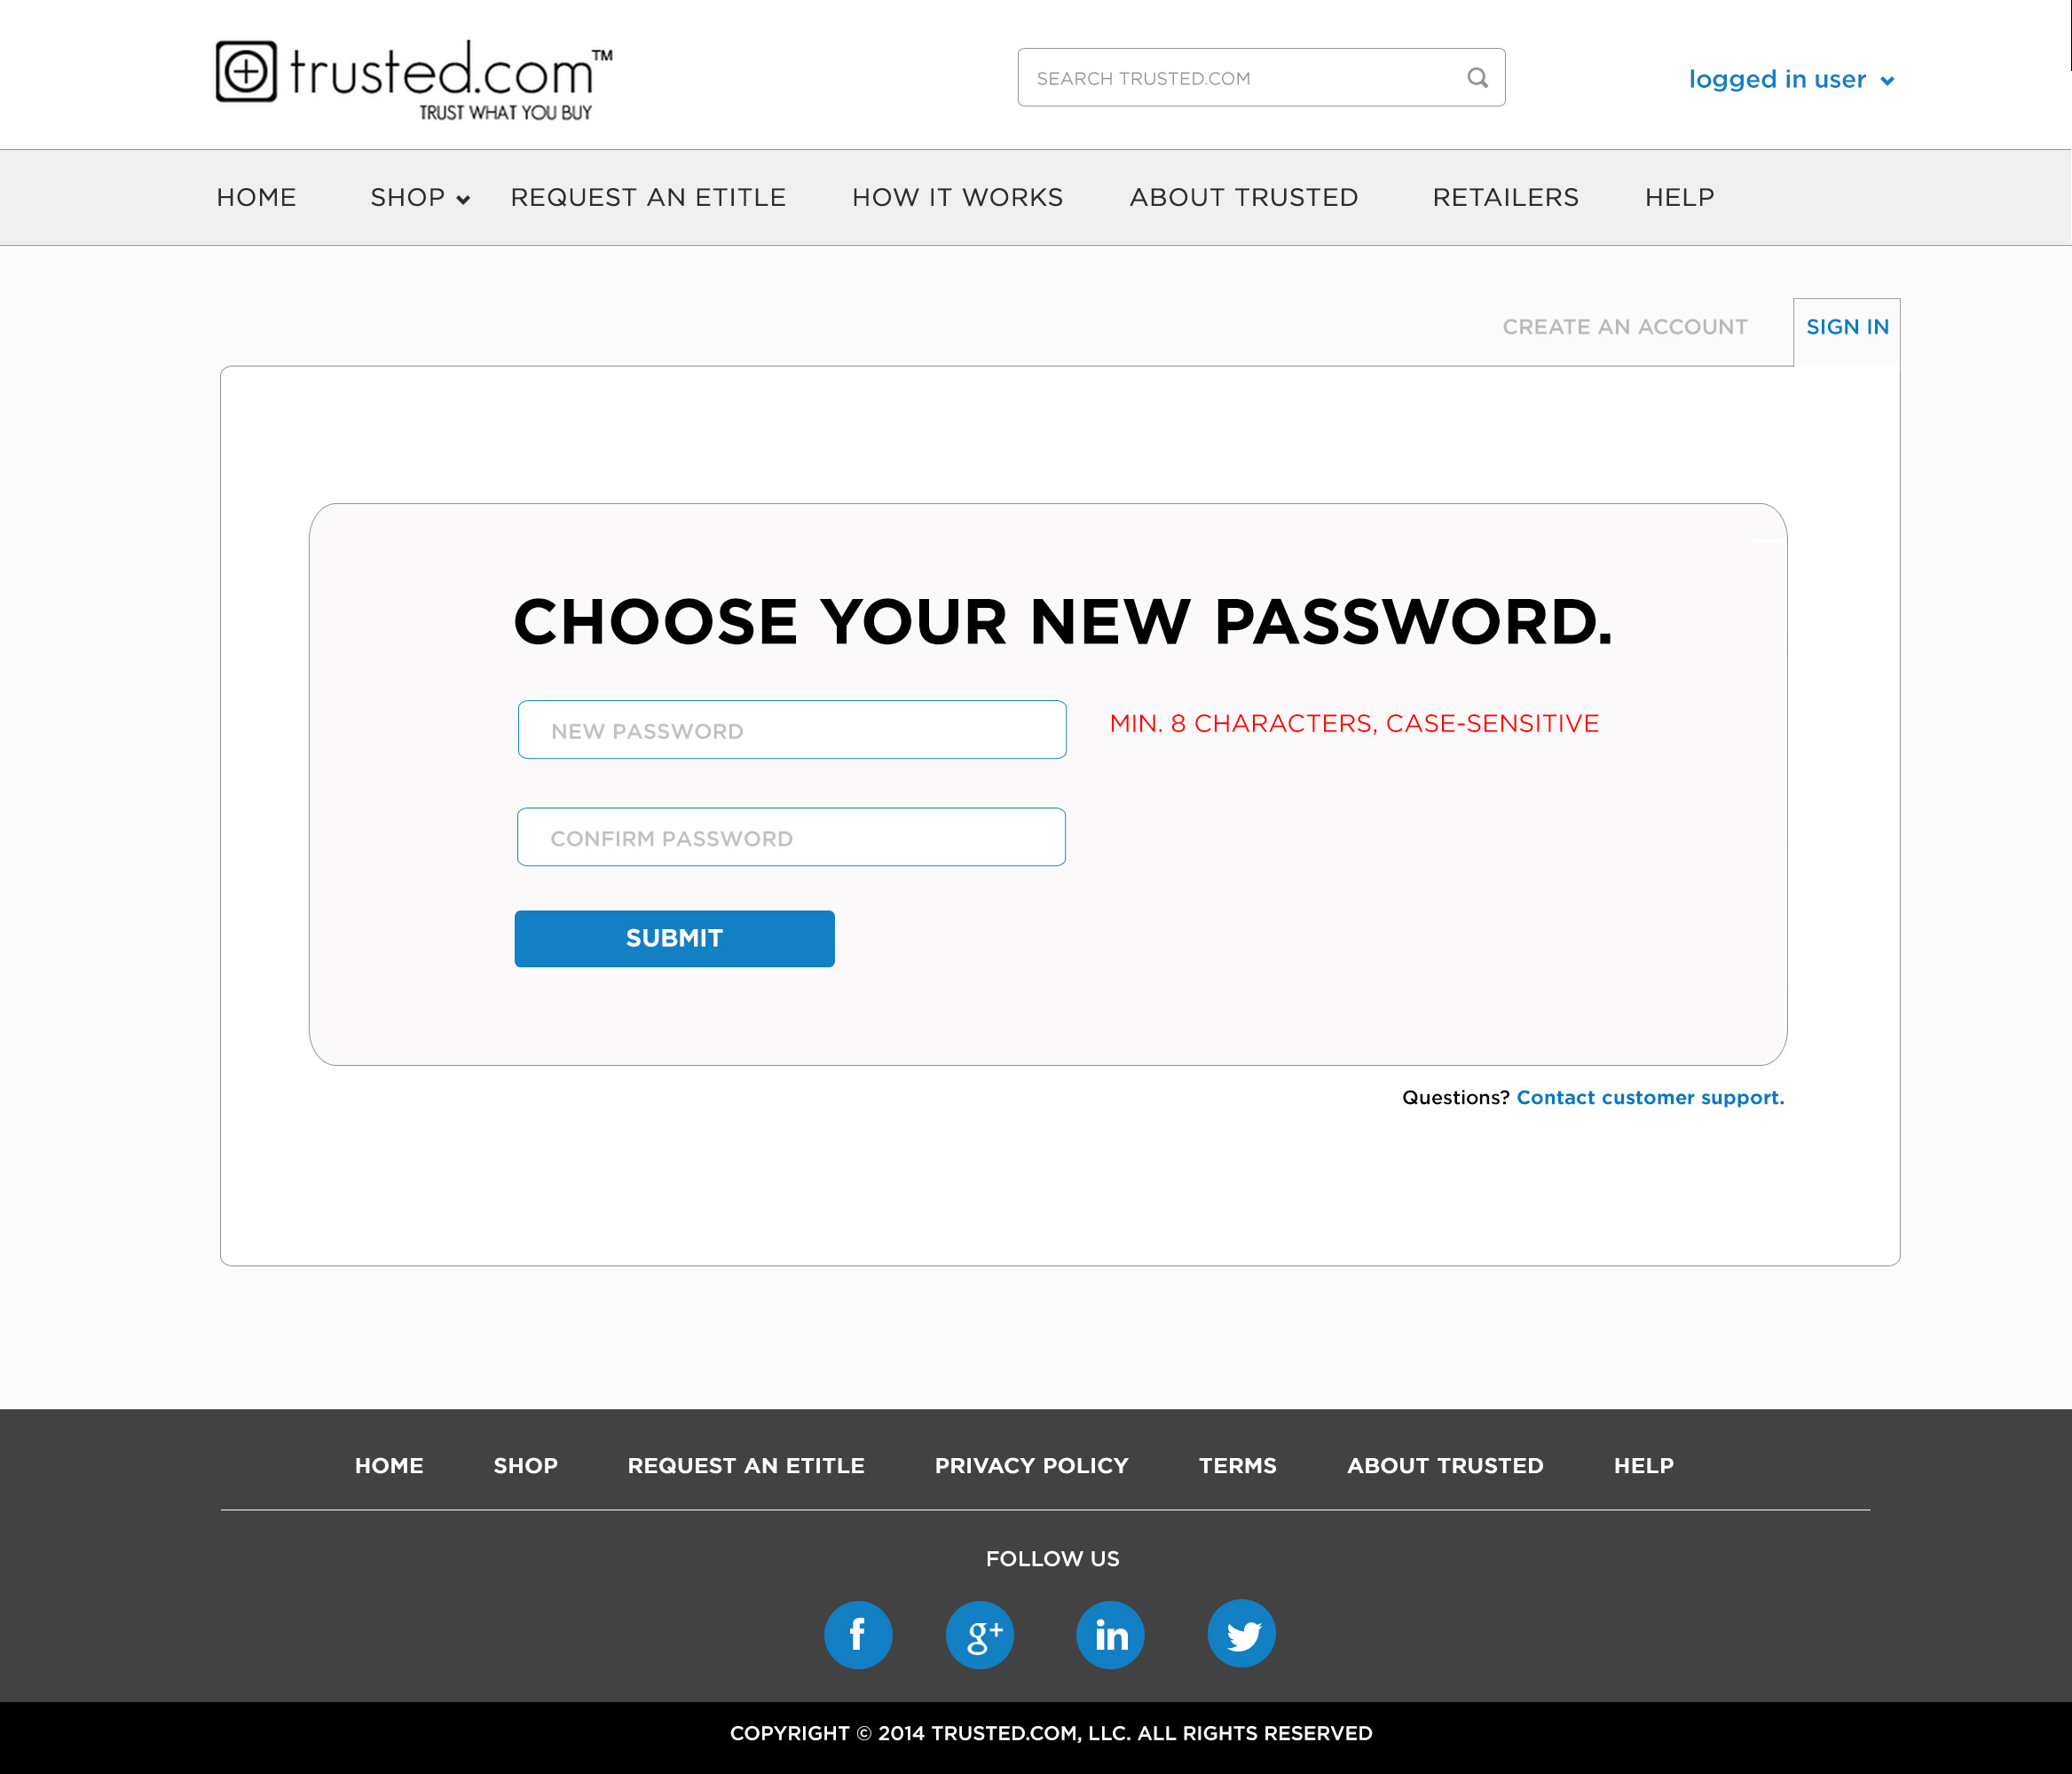 trusted.com™
TRUST WHAT YOU BUY
SEARCH TRUSTED.COM
logged in user
HOME SHOP REQUEST AN ETITLE HOW IT WORKS ABOUT TRUSTED RETAILERS HELP
CREATE AN ACCOUNT SIGN IN
CHOOSE YOUR NEW PASSWORD.
NEW PASSWORD
MIN. 8 CHARACTERS, CASE-SENSITIVE
CONFIRM PASSWORD
SUBMIT
Questions? Contact customer support.
HOME SHOP REQUEST AN ETITLE PRIVACY POLICY TERMS ABOUT TRUSTED HELP
FOLLOW US
f g+ in
COPYRIGHT © 2014 TRUSTED.COM, LLC. ALL RIGHTS RESERVED